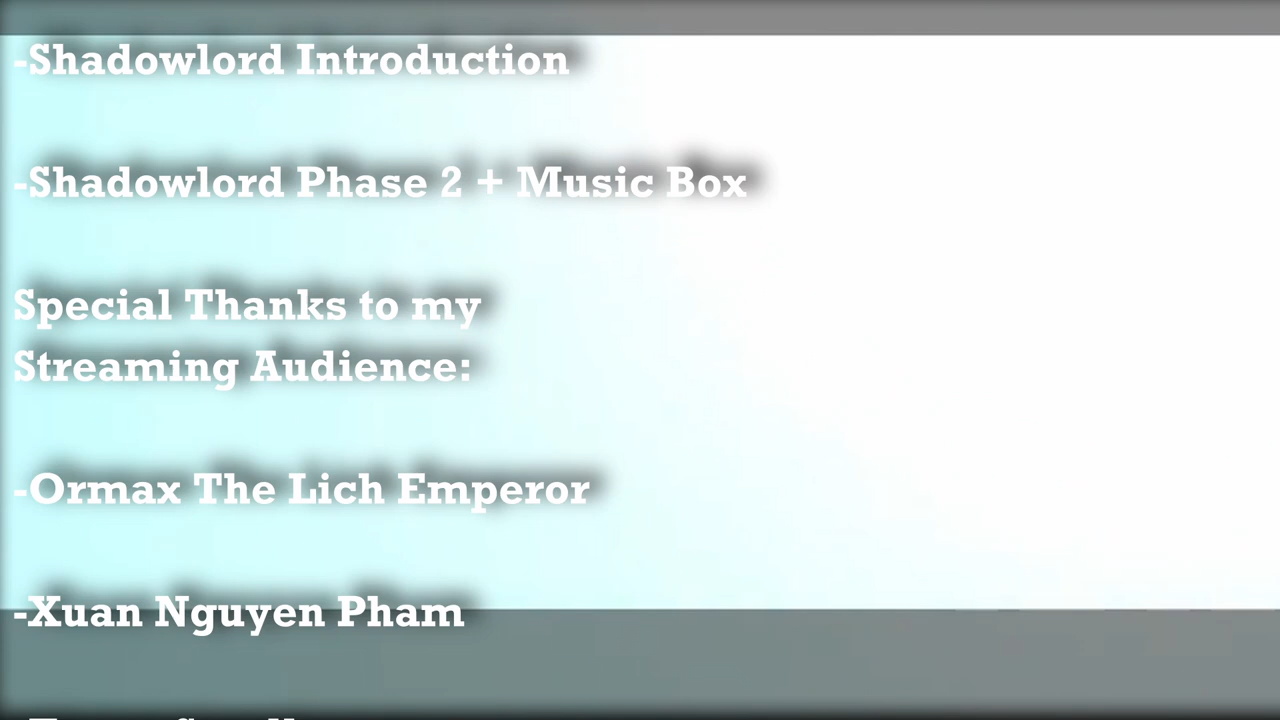 -Shadowlord Introduction
-Shadowlord Phase 2 + Music Box
Special Thanks to my
Streaming Audience:
-Ormax The Lich Emperor
-Xuan Nguyen Pham